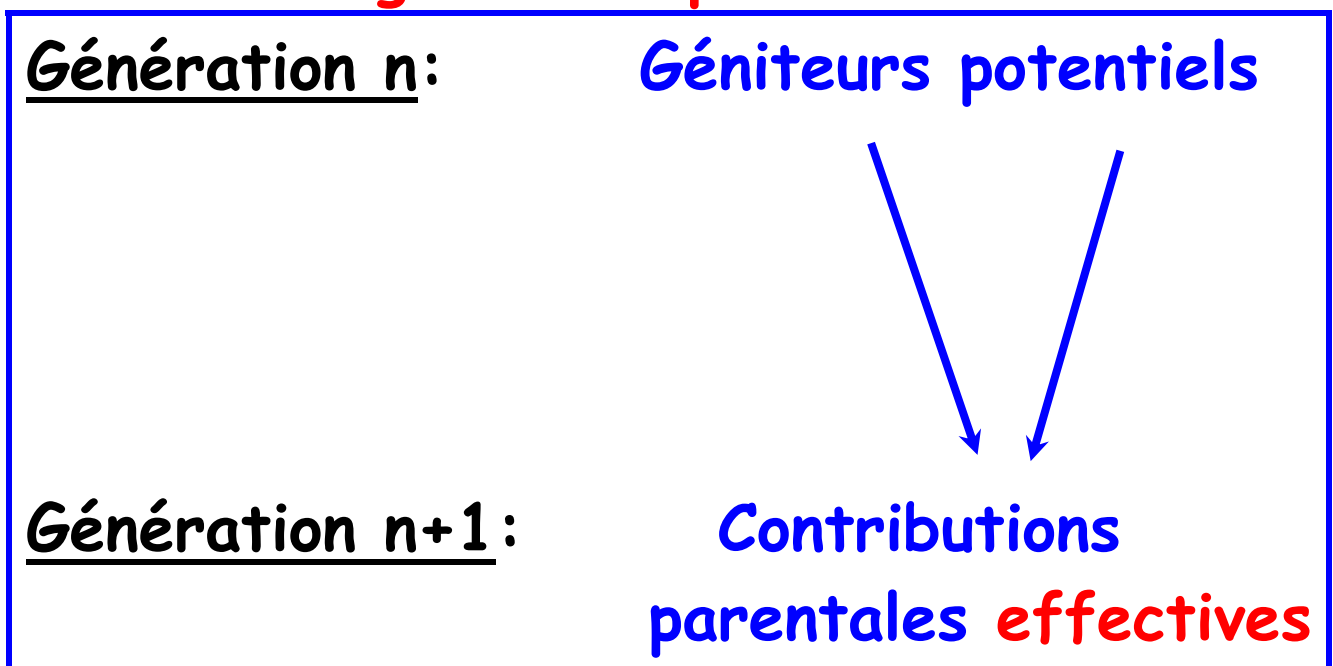 Génération n: Géniteurs potentiels
Génération n+1: Contributions
parentales effectives